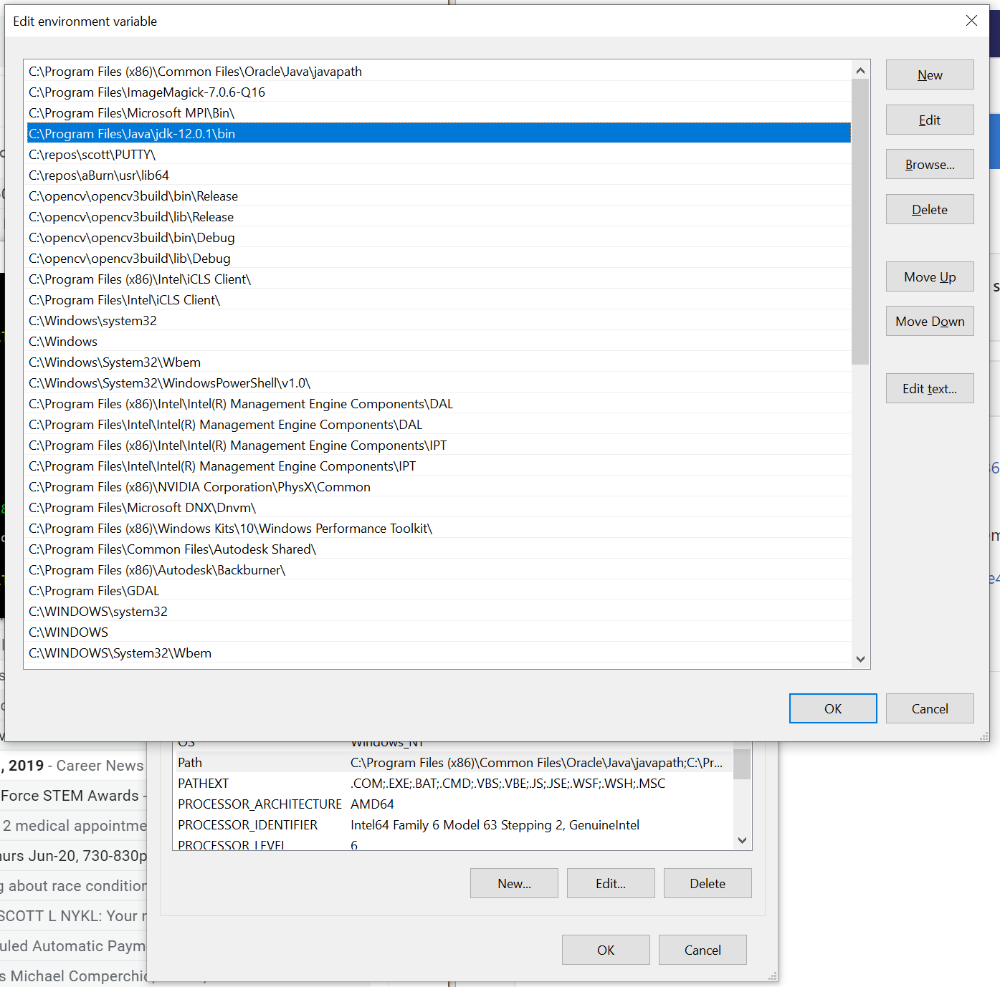 Edit environment variable
C:\Program Files (x86)\Common Files\Oracle\Java\javapath
C:\Program Files\ImageMagick-7.0.6-Q16
C:\Program Files\Microsoft MPI\Bin\
C:\Program Files\Java\jdk-12.0.1\bin
C:\repos\scott\PUTTY\
C:\repos\aBurn\usr\lib64
C:\opencv\opencv3build\bin\Release
C:\opencv\opencv3build\lib\Release
C:\opencv\opencv3build\bin\Debug
C:\opencv\opencv3build\lib\Debug
C:\Program Files (x86)\Intel\iCLS Client\
C:\Program Files\Intel\iCLS Client\
C:\Windows\system32
C:\Windows
C:\Windows\System32\Wbem
C:\Windows\System32\WindowsPowerShell\v1.0\
C:\Program Files (x86)\Intel\Intel(R) Management Engine Components\DAL
C:\Program Files\Intel\Intel(R) Management Engine Components\DAL
C:\Program Files (x86)\Intel\Intel(R) Management Engine Components\IPT
C:\Program Files\Intel\Intel(R) Management Engine Components\IPT
C:\Program Files (x86)\NVIDIA Corporation\PhysX\Common
C:\Program Files\Microsoft DNX\Dnvm\
C:\Program Files (x86)\Windows Kits\10\Windows Performance Toolkit\
C:\Program Files\Common Files\Autodesk Shared\
C:\Program Files (x86)\Autodesk\Backburner\
C:\Program Files\GDAL
C:\WINDOWS\system32
C:\WINDOWS
C:\WINDOWS\System32\Wbem
New
Edit
Browse...
Delete
Move Up
Move Down
Edit text...
OK
Cancel
OS Windows_NT
Path C:\Program Files (x86)\Common Files\Oracle\Java\javapath;C:\Pr...
PATHEXT .COM;.EXE;.BAT;.CMD;.VBS;.VBE;.JS;.JSE;.WSF;.WSH;.MSC
PROCESSOR_ARCHITECTURE AMD64
PROCESSOR_IDENTIFIER Intel64 Family 6 Model 63 Stepping 2, GenuineIntel
PROCESSOR_LEVEL 6
New...
Edit...
Delete
OK
Cancel
, 2019 - Career News
Force STEM Awards -
2 medical appointme
urs Jun-20, 730-830p
g about race condition
SCOTT L NYKL: Your
uled Automatic Paym
s Michael Comperchio